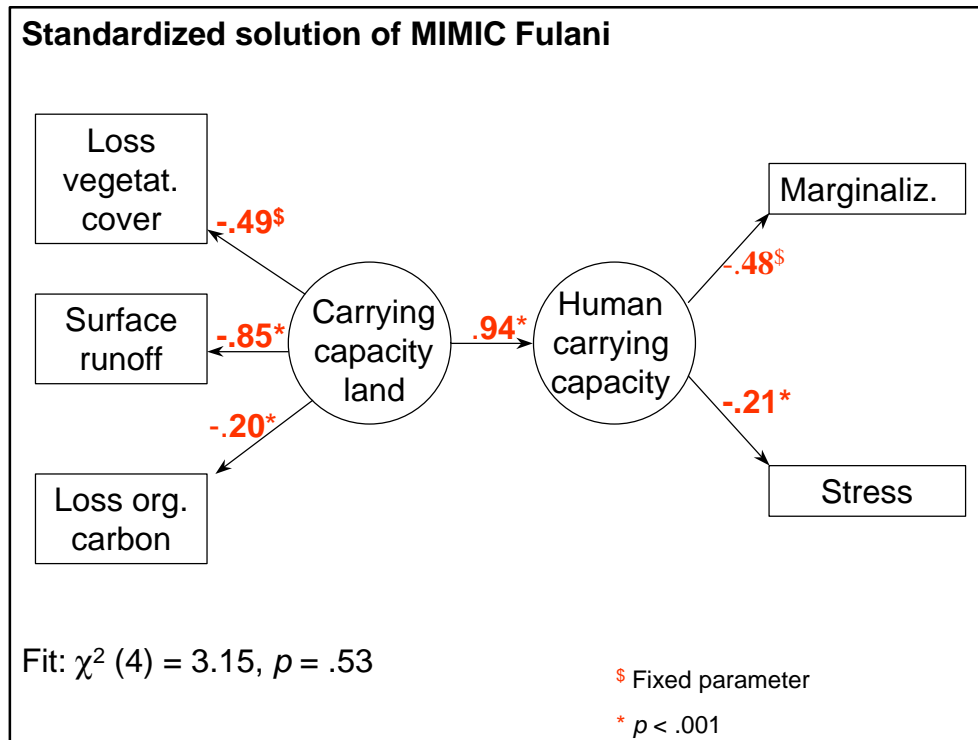 Standardized solution of MIMIC Fulani
Loss
vegetat.
cover
-.49$
Marginaliz.
-.48$
Surface
runoff
-.85*
Carrying
capacity
land
.94*
Human
carrying
capacity
-.20*
-.21*
Loss org.
carbon
Stress
Fit: χ² (4) = 3.15, p = .53
$ Fixed parameter
* p < .001